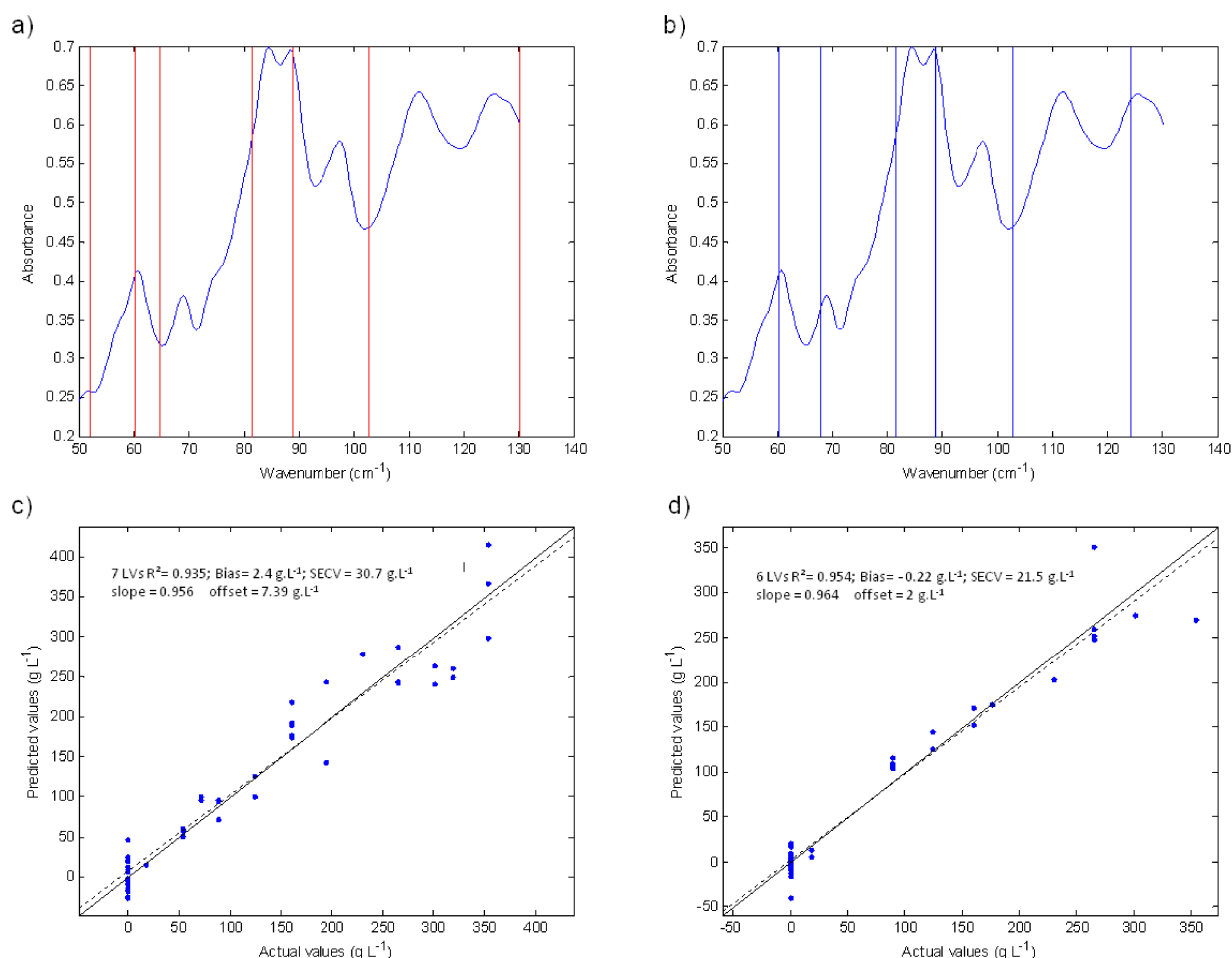 a)
0.7
0.65
0.6
0.55
0.5
0.45
0.4
0.35
0.3
0.25
0.2
Absorbance
50 60 70 80 90 100 110 120 130 140
Wavenumber (cm⁻¹)
b)
0.7
0.65
0.6
0.55
0.5
0.45
0.4
0.35
0.3
0.25
0.2
Absorbance
50 60 70 80 90 100 110 120 130 140
Wavenumber (cm⁻¹)
c)
7 LVs R²= 0.935; Bias= 2.4 g.L⁻¹; SECV = 30.7 g.L⁻¹
slope = 0.956 offset = 7.39 g.L⁻¹
400
350
300
250
200
150
100
50
0
Predicted values (g L⁻¹)
0 50 100 150 200 250 300 350 400
Actual values (g L⁻¹)
d)
6 LVs R²= 0.954; Bias= −0.22 g.L⁻¹; SECV = 21.5 g.L⁻¹
slope = 0.964 offset = 2 g.L⁻¹
350
300
250
200
150
100
50
0
-50
Predicted values (g L⁻¹)
-50 0 50 100 150 200 250 300 350
Actual values (g L⁻¹)